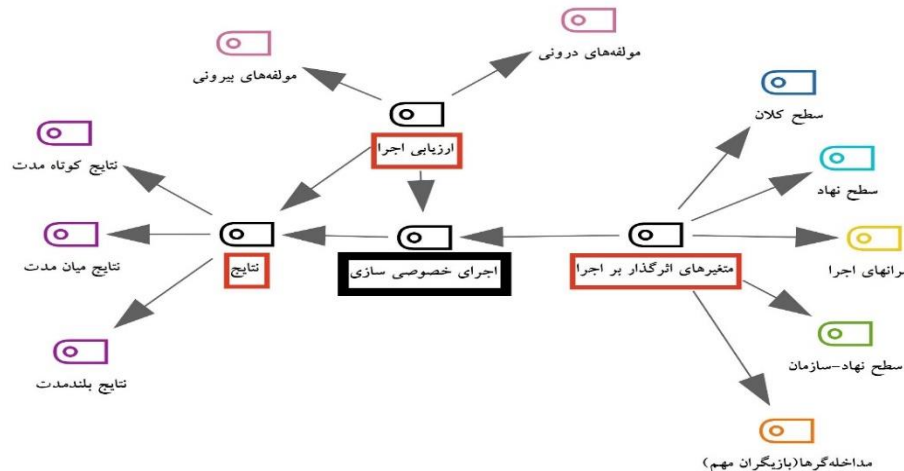 مولفه‌های درونی
مولفه‌های بیرونی
سطح کلان
ارزیابی اجرا
نتایج کوتاه مدت
سطح نهاد
متغیرهای اثرگذار بر اجرا
اجرای خصوصی سازی
نتایج
نتایج میان مدت
اجرا
سطح نهاد-سازمان
نتایج بلندمدت
مداخله‌گرها(بازیگران مهم)